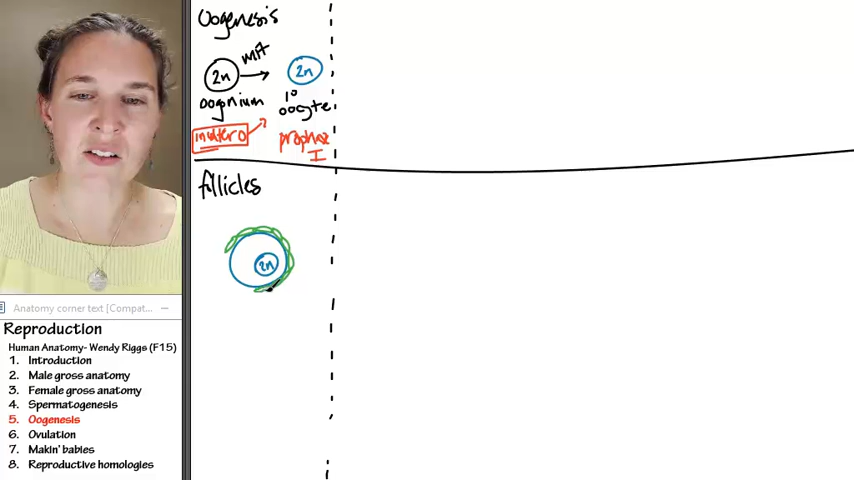 Oogenesis
2n
mit
2n
oogonium
1° oocyte
in utero
prophase
I
follicles
2n
Anatomy corner text [Compat...
Reproduction
Human Anatomy- Wendy Riggs (F15)
1. Introduction
2. Male gross anatomy
3. Female gross anatomy
4. Spermatogenesis
5. Oogenesis
6. Ovulation
7. Makin' babies
8. Reproductive homologies